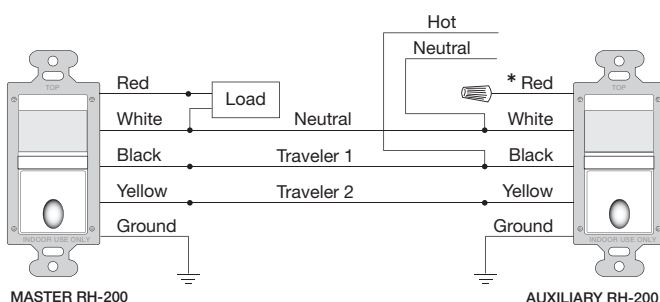 Hot
Neutral
TOP
Red
Load
* Red
TOP
White
Neutral
White
Black
Traveler 1
Black
Yellow
Traveler 2
Yellow
Ground
Ground
INDOOR USE ONLY
INDOOR USE ONLY
MASTER RH-200
AUXILIARY RH-200